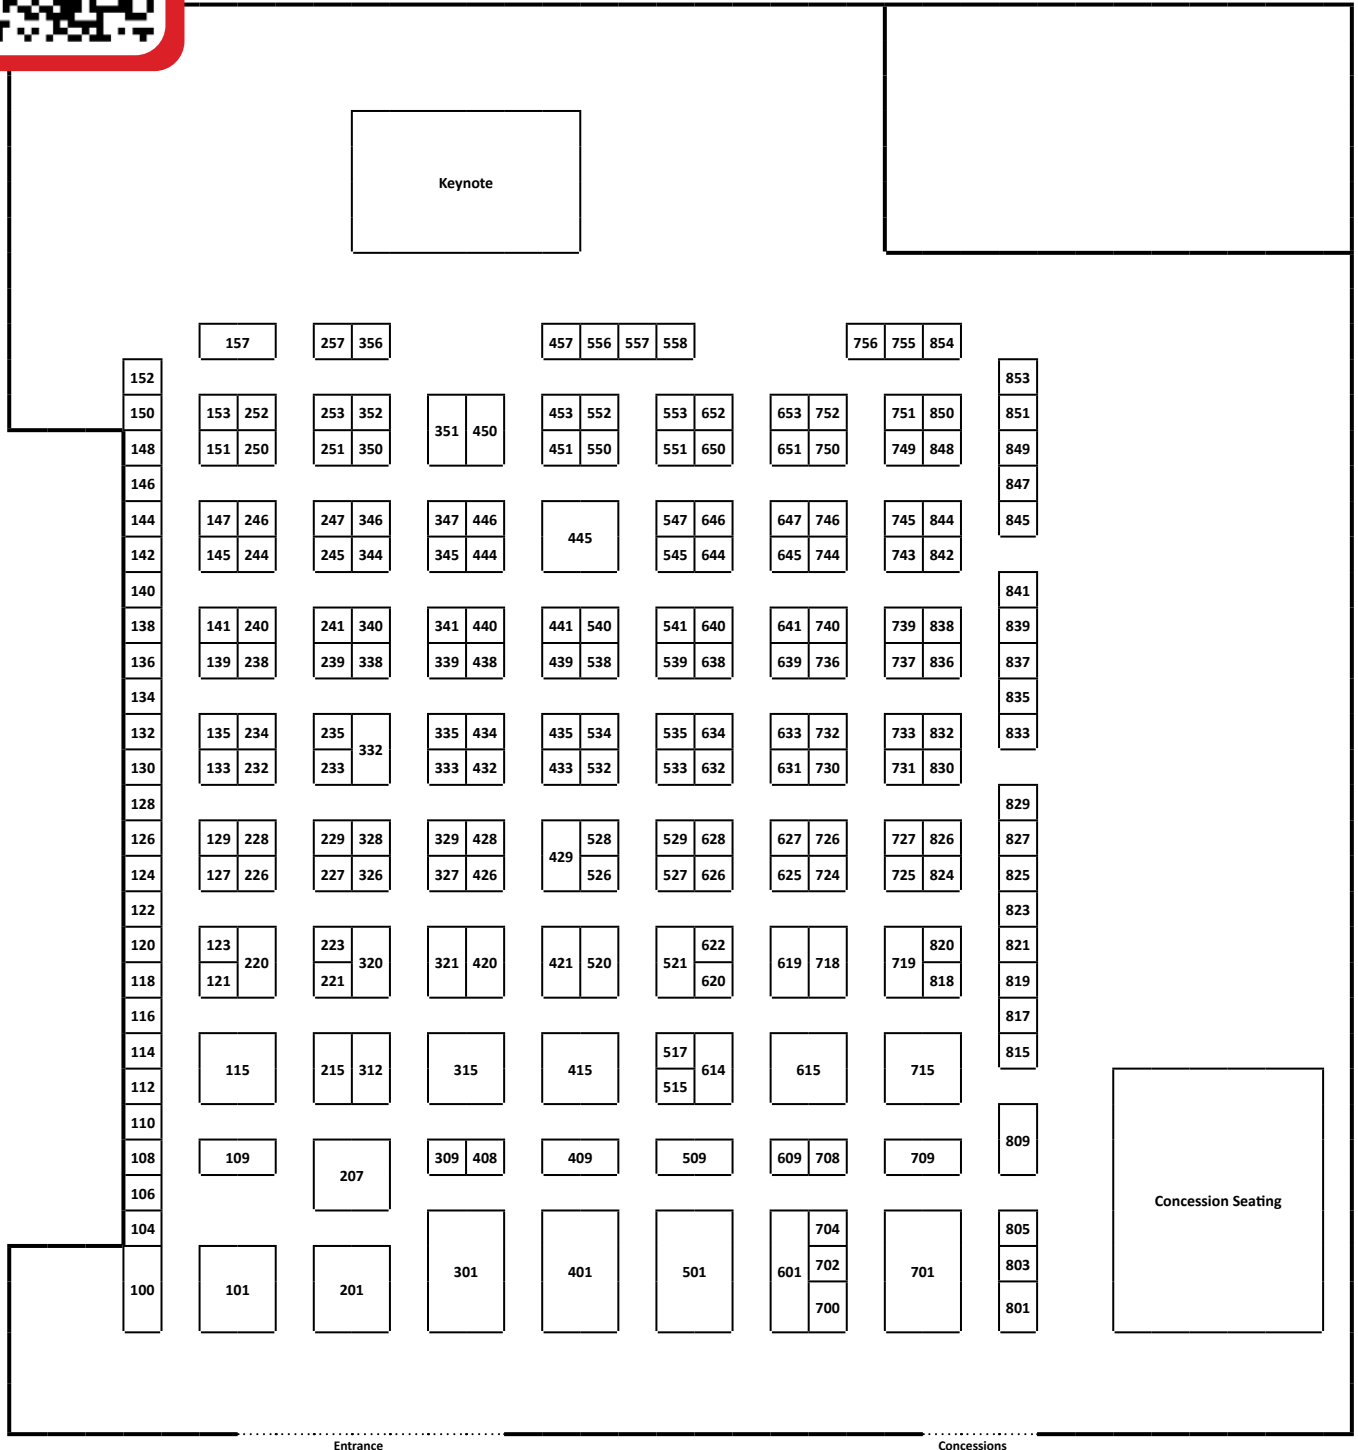 Keynote
157 257 356 457 556 557 558 756 755 854
152 853
150 153 252 253 352 351 450 453 552 553 652 653 752 751 850 851
148 151 250 251 350 451 550 551 650 651 750 749 848 849
146 847
144 147 246 247 346 347 446 445 547 646 647 746 745 844 845
142 145 244 245 344 345 444 545 644 645 744 743 842
140 841
138 141 240 241 340 341 440 441 540 541 640 641 740 739 838 839
136 139 238 239 338 339 438 439 538 539 638 639 736 737 836 837
134 835
132 135 234 235 332 335 434 435 534 535 634 633 732 733 832 833
130 133 232 233 333 432 433 532 533 632 631 730 731 830
128 829
126 129 228 229 328 329 428 429 528 529 628 627 726 727 826 827
124 127 226 227 326 327 426 526 527 626 625 724 725 824 825
122 823
120 123 220 223 320 321 420 421 520 521 622 619 718 719 820 821
118 121 221 620 818 819
116 817
114 115 215 312 315 415 517 614 615 715 815
112 515
110 809
108 109 207 309 408 409 509 609 708 709
106
104 704 805
100 101 201 301 401 501 601 702 701 803
700 801
Concession Seating
Entrance Concessions